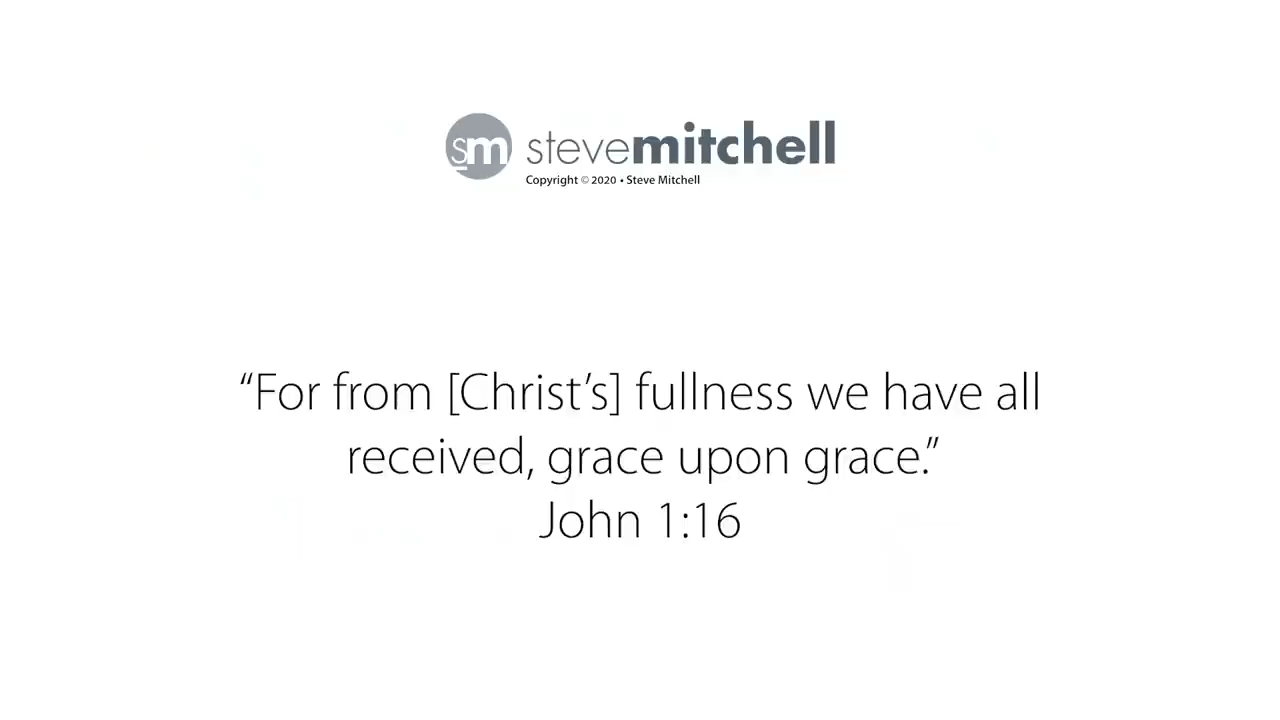 sm stevemitchell
Copyright © 2020 • Steve Mitchell
“For from [Christ’s] fullness we have all
received, grace upon grace.”
John 1:16